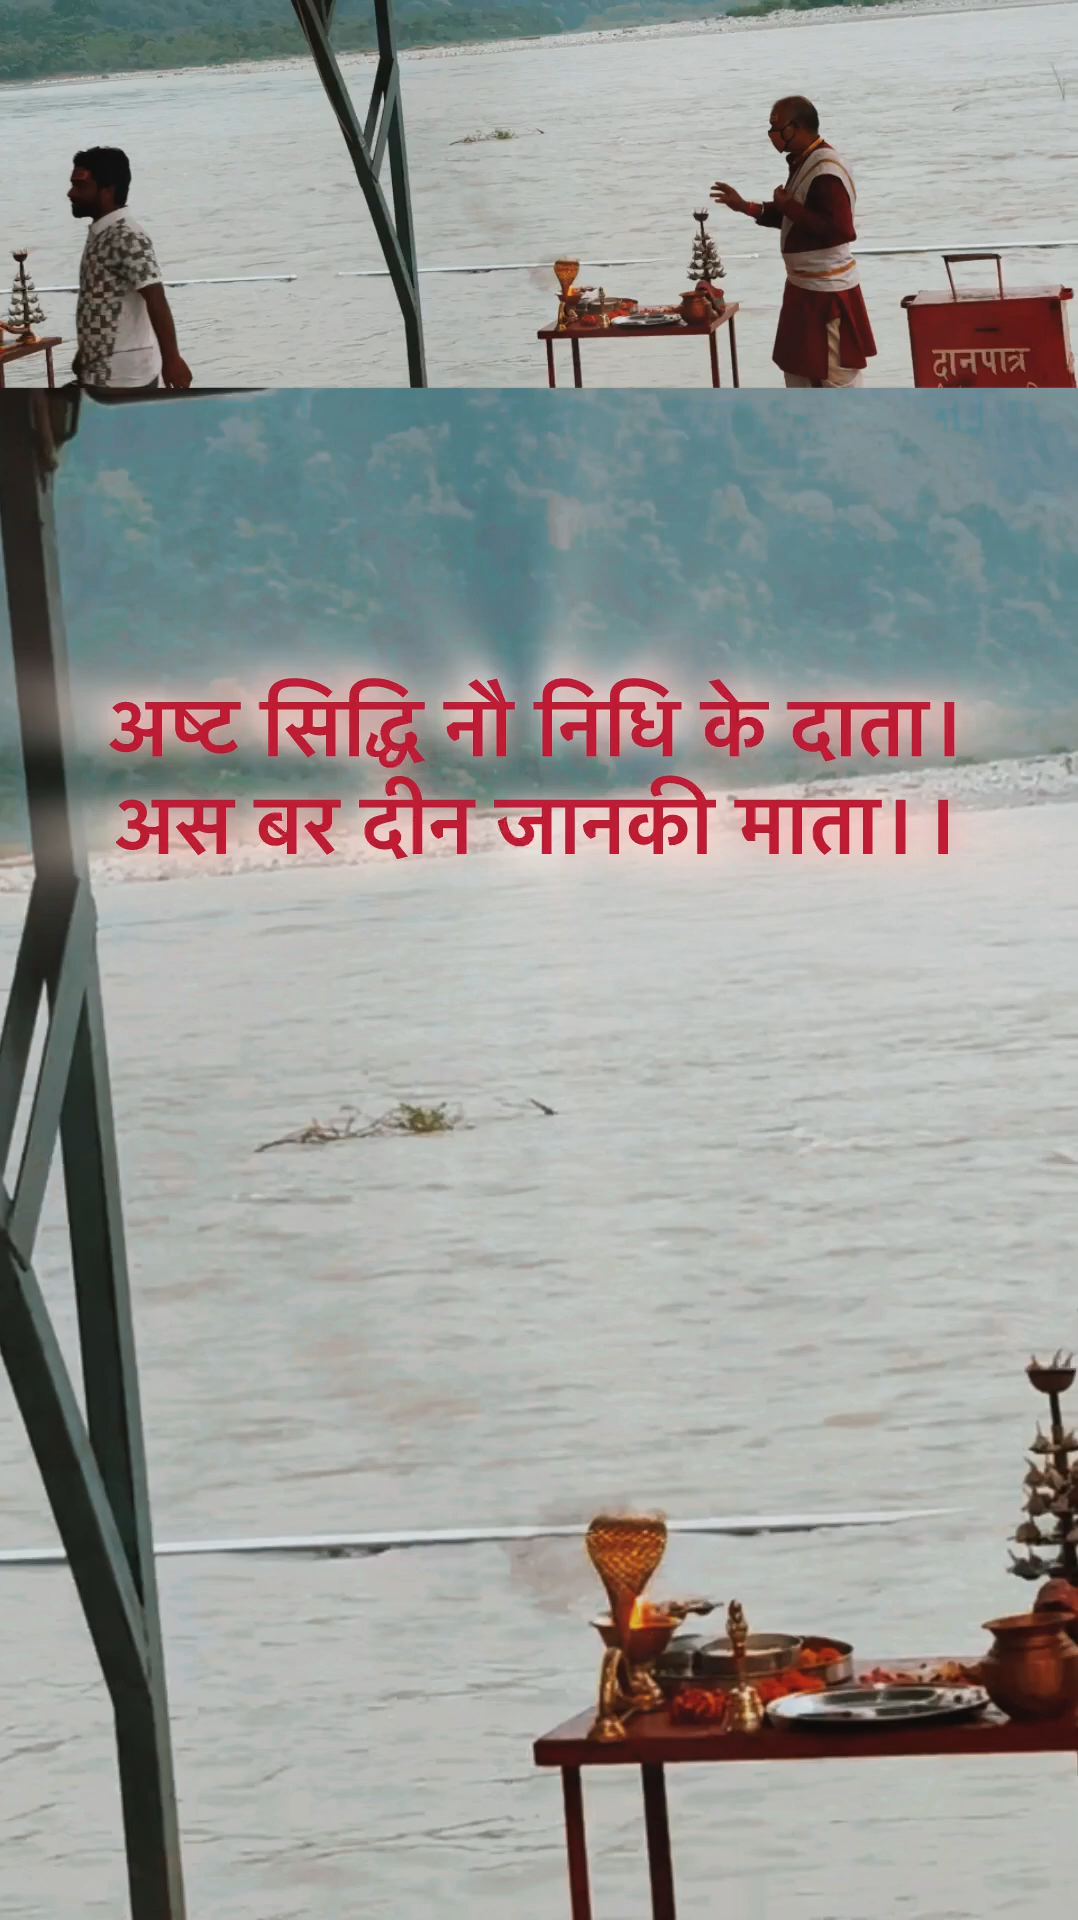 दानपात्र
अष्ट सिद्धि नौ निधि के दाता।
अस बर दीन जानकी माता।।